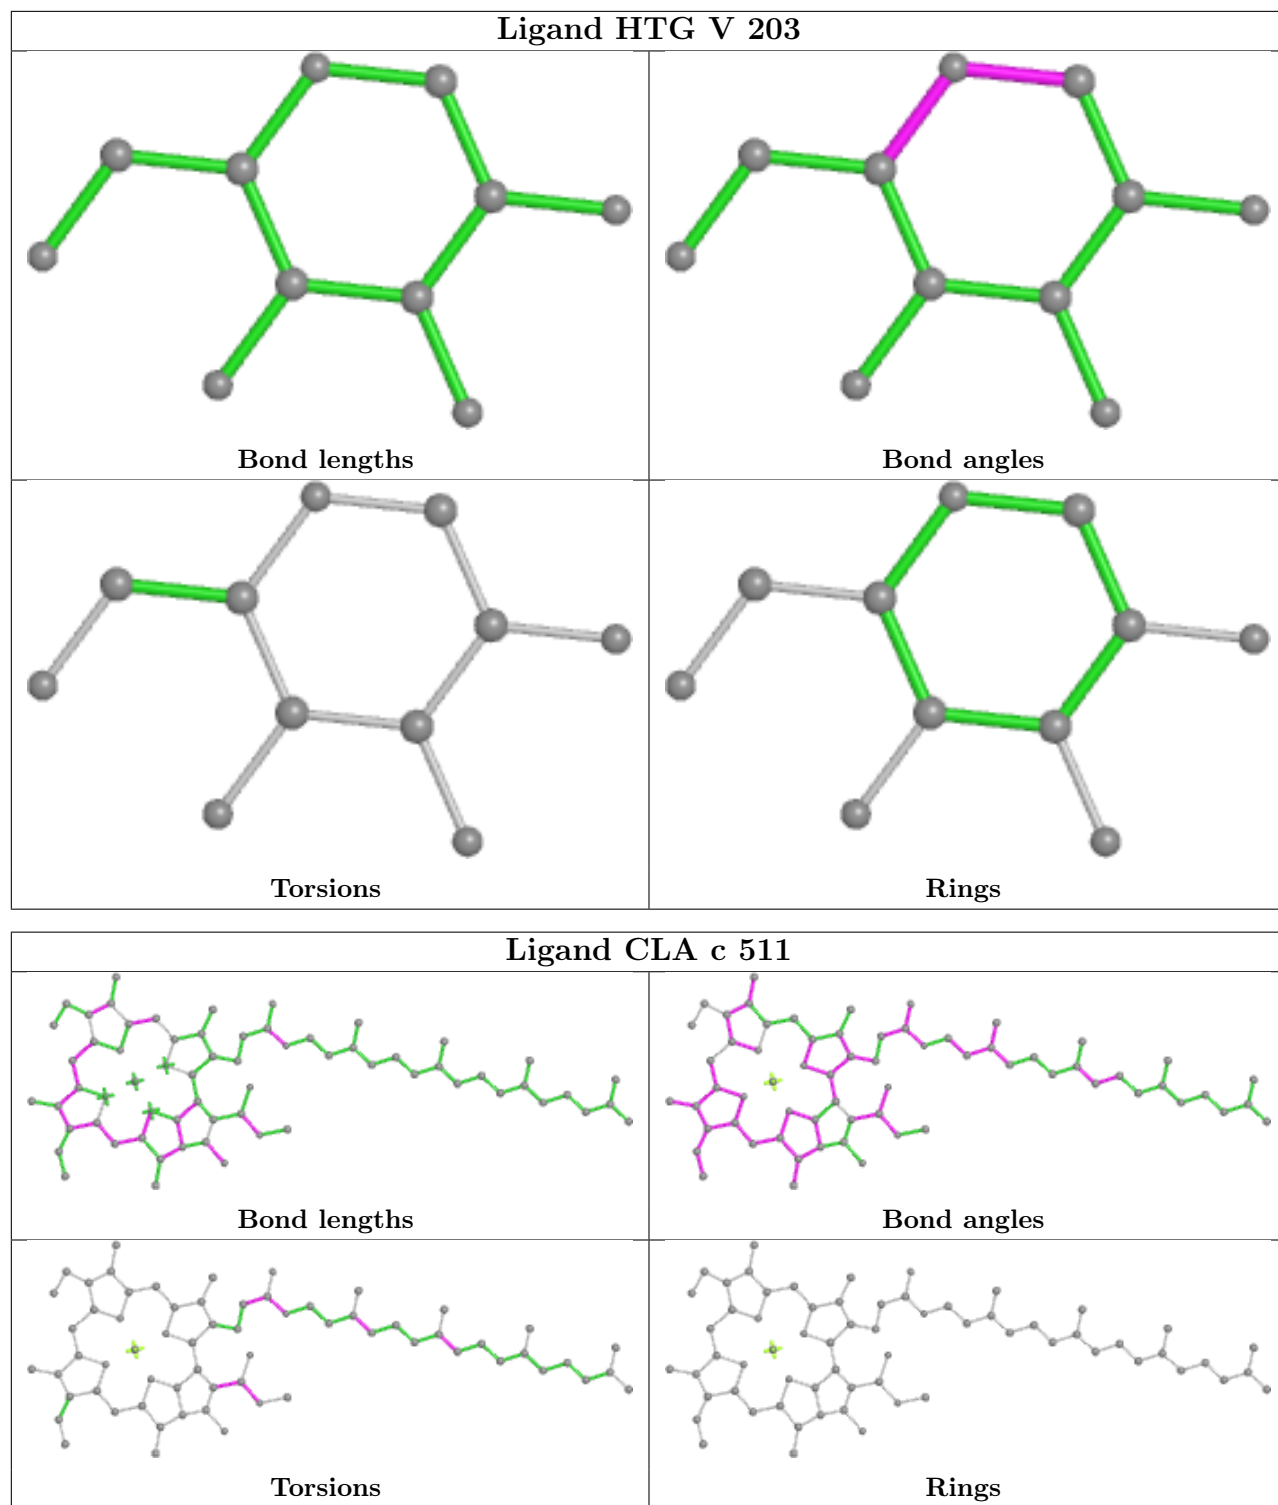 Ligand HTG V 203
Bond lengths
Bond angles
Torsions
Rings
Ligand CLA c 511
Bond lengths
Bond angles
Torsions
Rings